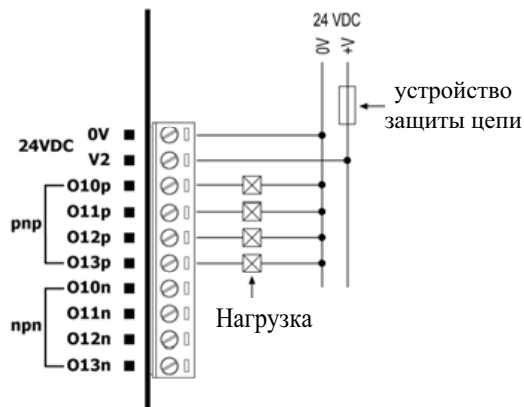 24 VDC
0V
+V
устройство
защиты цепи
24VDC
0V
V2
pnp
O10p
O11p
O12p
O13p
npn
O10n
O11n
O12n
O13n
Нагрузка